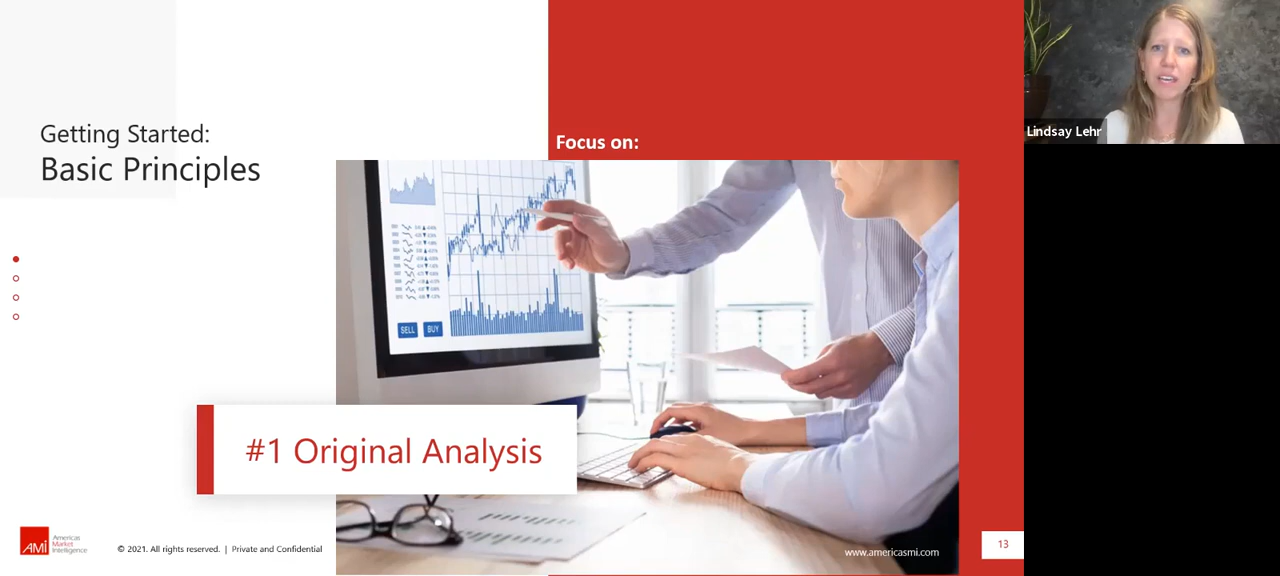 Getting Started:
Basic Principles
Focus on:
Lindsay Lehr
SELL BUY
#1 Original Analysis
AMI Americas
Market
Intelligence
© 2021. All rights reserved. | Private and Confidential
www.americasmi.com
13